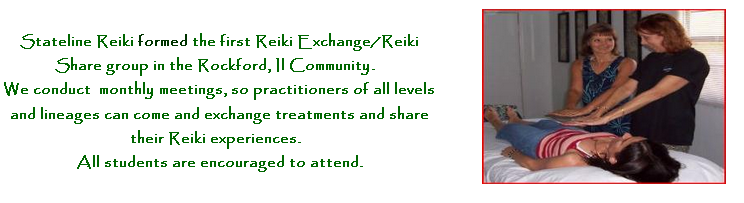 Stateline Reiki formed the first Reiki Exchange/Reiki
Share group in the Rockford, Il Community.
We conduct monthly meetings, so practitioners of all levels
and lineages can come and exchange treatments and share
their Reiki experiences.
All students are encouraged to attend.